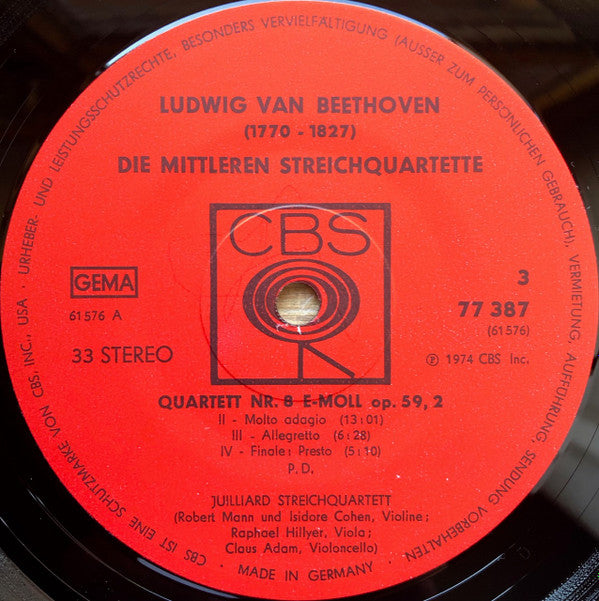 URHEBER- UND LEISTUNGSSCHUTZRECHTE, BESONDERS VERVIELFÄLTIGUNG (AUSSER ZUM PERSÖNLICHEN GEBRAUCH), VERMIETUNG, AUFFÜHRUNG, SENDUNG VORBEHALTEN
LUDWIG VAN BEETHOVEN
(1770 - 1827)
DIE MITTLEREN STREICHQUARTETTE
CBS
GEMA
61576 A
33 STEREO
3
77 387
(61576)
℗ 1974 CBS Inc.
QUARTETT NR. 8 E-MOLL op. 59, 2
II - Molto adagio (13:01)
III - Allegretto (6:28)
IV - Finale: Presto (5:10)
P.D.
JUILLIARD STREICHQUARTETT
(Robert Mann und Isidore Cohen, Violine;
Raphael Hillyer, Viola;
Claus Adam, Violoncello)
CBS IST EINE SCHUTZMARKE VON CBS, INC., USA ·
· MADE IN GERMANY ·